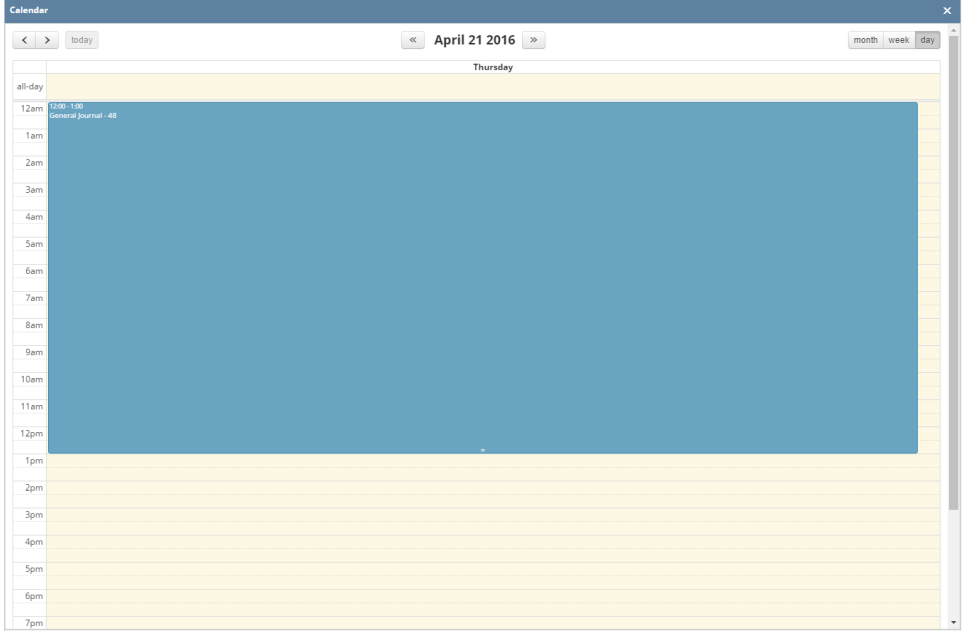 Calendar
today
« April 21 2016 »
month week day
Thursday
all-day
12am
12:00 - 1:00
General Journal - 48
1am
2am
3am
4am
5am
6am
7am
8am
9am
10am
11am
12pm
1pm
2pm
3pm
4pm
5pm
6pm
7pm